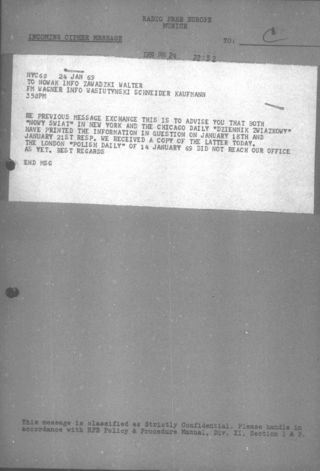 RADIO FREE EUROPE
MUNICH
INCOMING CIPHER MESSAGE
TO:
NYC60 24 JAN 69
TO NOWAK INFO ZAWADZKI WALTER
FM WAGNER INFO WASIUTYNSKI SCHNEIDER KAUFMANN
350PM
RE PREVIOUS MESSAGE EXCHANGE THIS IS TO ADVISE YOU THAT BOTH
"NOWY SWIAT" IN NEW YORK AND THE CHICAGO DAILY "DZIENNIK ZWIAZKOWY"
HAVE PRINTED THE INFORMATION IN QUESTION ON JANUARY 18TH AND
JANUARY 21ST RESP. WE RECEIVED A COPY OF THE LATTER TODAY.
THE LONDON "POLISH DAILY" OF 14 JANUARY 69 DID NOT REACH OUR OFFICE
AS YET. BEST REGARDS
END MSG
This message is classified as Strictly Confidential. Please handle in
accordance with RFE Policy & Procedure Manual, Div. XI, Section 1 A P.